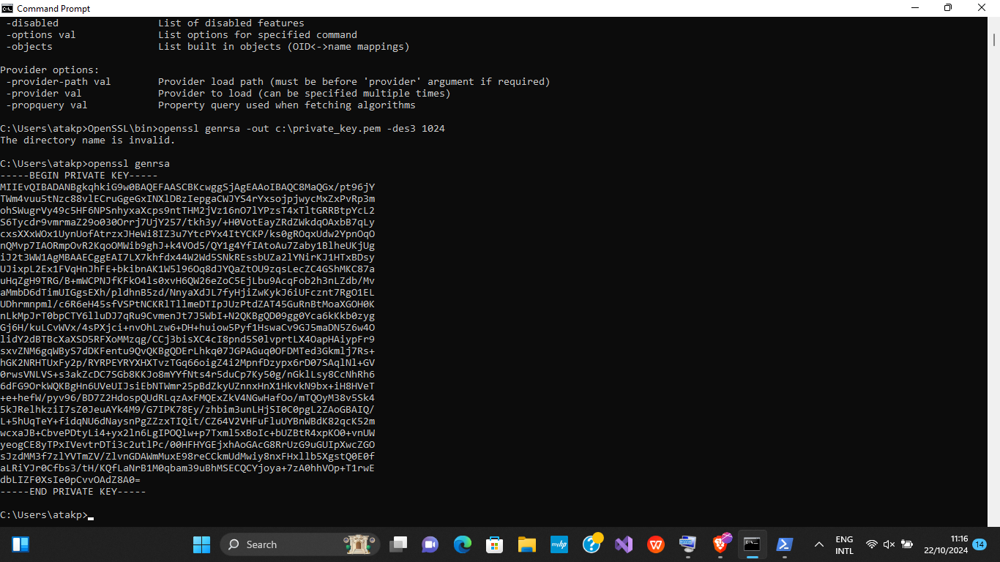 Command Prompt
-disabled List of disabled features
-options val List options for specified command
-objects List built in objects (OID<->name mappings)
Provider options:
-provider-path val Provider load path (must be before 'provider' argument if required)
-provider val Provider to load (can be specified multiple times)
-propquery val Property query used when fetching algorithms
C:\Users\atakp>OpenSSL\bin>openssl genrsa -out c:\private_key.pem -des3 1024
The directory name is invalid.
C:\Users\atakp>openssl genrsa
-----BEGIN PRIVATE KEY-----
MIIEvQIBADANBgkqhkiG9w0BAQEFAASCBKcwggSjAgEAAoIBAQC8MaQGx/pt96jY
TWm4vuu5tNzc88vlECruGgeGxINXlDBzIepgaCWJYS4rYxsojpjwycMxZxPvRp3m
ohSWugrVy49c5HF6NPSnhyxaXcps9ntTHM2jVz16nO7lYPzsT4xTltGRRBtpYcL2
S6Tycdr9vmrmaZ29o030Orrj7UjY257/tkh3y/+H0VotEayZRdZWkdqOAxbB7qLy
cxsXXxWOx1UynUofAtrzxJHeWi8IZ3u7YtcPYx4ItYCKP/ks0gROqxUdw2YpnOqO
nQMvp7IAORmpOvR2KqoOMWib9ghJ+k4VOd5/QY1g4YfIAtoAu7Zaby1BlheUKjUg
iJ2t3WW1AgMBAAECggEAI7LX7khfdx44W2Wd5SNkREssbUZa2lYNirKJ1HTxBDsy
UJixpL2Ex1FVqHnJhFE+bkibnAK1W5l96Oq8dJYQaZtOU9zqsLecZC4GShMKC87a
uHqZgH9TRG/B+mWCPNJfKFkO4ls0xvH6QW26eZoC5EjLbu9AcqFob2h3nLZdb/Mv
aMmbD6dTimUIGgsEXh/pldhnB5zd/NnyaXdJL7fyHjiZwKykJ6iUFcznt7RgO1EL
UDhrmnpml/c6R6eH45sfVSPtNCKRlTllmeDTIpJUzPtdZAT45GuRnBtMoaXGOH0K
nLkMpJrT0bpCTY6lluDJ7qRu9CvmenJt7J5WbI+N2QKBgQD09gg0Yca6kKkb0zyg
Gj6H/kuLCvWVx/4sPXjci+nvOhLzw6+DH+huiow5Pyf1HswaCv9GJ5maDN5Z6w4O
lidY2dBTBcXaXSD5RFXoMMzqg/CCj3bisXC4cI8pnd5S0lvprtLX4OapHAiypFr9
sxvZNM6gqWByS7dDKFentu9QvQKBgQDErLhkq07JGPAGuq0OFDMTed3Gkmlj7Rs+
hGK2NRHTUxFy2p/RYRPEYRYXHXTvzTGq66oigZ4i2MpnfDzypx6rD07SAqlNl+GV
0rwsVNLVS+s3akZcDC7SGb8KKJo8mYYfNts4r5duCp7Ky50g/nGklLsy8CcNhRh6
6dFG9OrkWQKBgHn6UVeUIJsiEbNTWmr25pBdZkyUZnnxHnX1HkvkN9bx+iH8HVeT
+e+hefW/pyv96/BD7Z2HdospQUdRLqzAxFMQExZkV4NGwHafOo/mTQOyM38v5Sk4
5kJRelhkziI7sZ0JeuAYk4M9/G7IPK78Ey/zhbim3unLHjSI0C0pgL2ZAoGBAIQ/
L+5hUqTeY+fidqNU6dNaysnPgZZzxTIQit/CZ64V2VHFuFluUYBnWBdK82qcK52m
wcxaJB+CbvePDtyLi4+yx2ln6LgIPOQlw+p7Txml5xBoIc+bUZBtR4xpKO0+vnUW
yeogCE8yTPxIVevtrDTi3c2utlPc/00HFHYGEjxhAoGAcG8RrUzG9uGUIpXwcZGO
sJzdMM3f7zlYVTmZV/ZlvnGDAWmMuxE98reCCkmUdMwiy8nxFHxllb5XgstQ0E0f
aLRiYJr0Cfbs3/tH/KQfLaNrB1M0qbam39uBhMSECQCYjoya+7zA0hhVOp+T1rwE
dbLIZF0XsIe0pCvvOAdZ8A0=
-----END PRIVATE KEY-----
C:\Users\atakp>
Search
myhp
ENG
INTL
11:16
22/10/2024
14